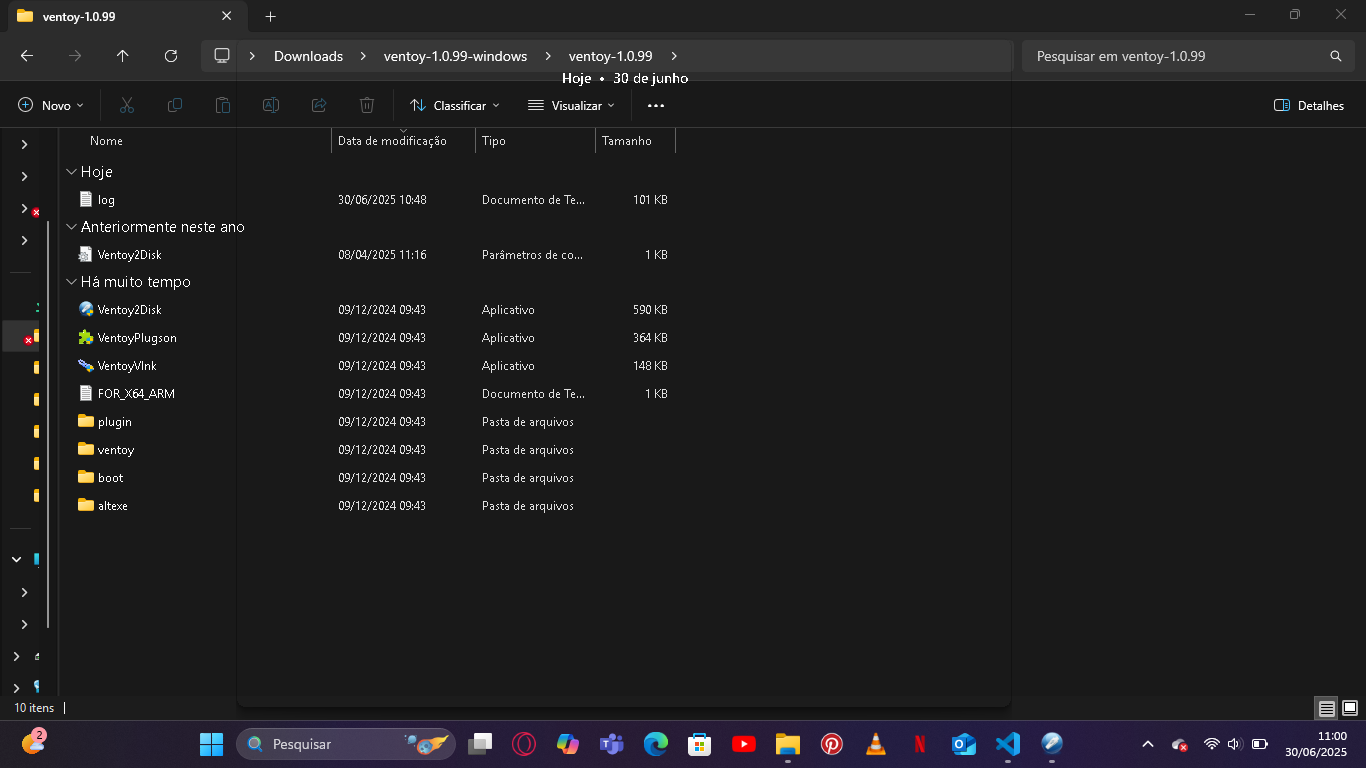 ventoy-1.0.99
Downloads ventoy-1.0.99-windows ventoy-1.0.99
Pesquisar em ventoy-1.0.99
Hoje • 30 de junho
Novo Classificar Visualizar Detalhes
Nome Data de modificação Tipo Tamanho
Hoje
log 30/06/2025 10:48 Documento de Te... 101 KB
Anteriormente neste ano
Ventoy2Disk 08/04/2025 11:16 Parâmetros de co... 1 KB
Há muito tempo
Ventoy2Disk 09/12/2024 09:43 Aplicativo 590 KB
VentoyPlugson 09/12/2024 09:43 Aplicativo 364 KB
VentoyVlnk 09/12/2024 09:43 Aplicativo 148 KB
FOR_X64_ARM 09/12/2024 09:43 Documento de Te... 1 KB
plugin 09/12/2024 09:43 Pasta de arquivos
ventoy 09/12/2024 09:43 Pasta de arquivos
boot 09/12/2024 09:43 Pasta de arquivos
altexe 09/12/2024 09:43 Pasta de arquivos
10 itens
2
Pesquisar
11:00
30/06/2025